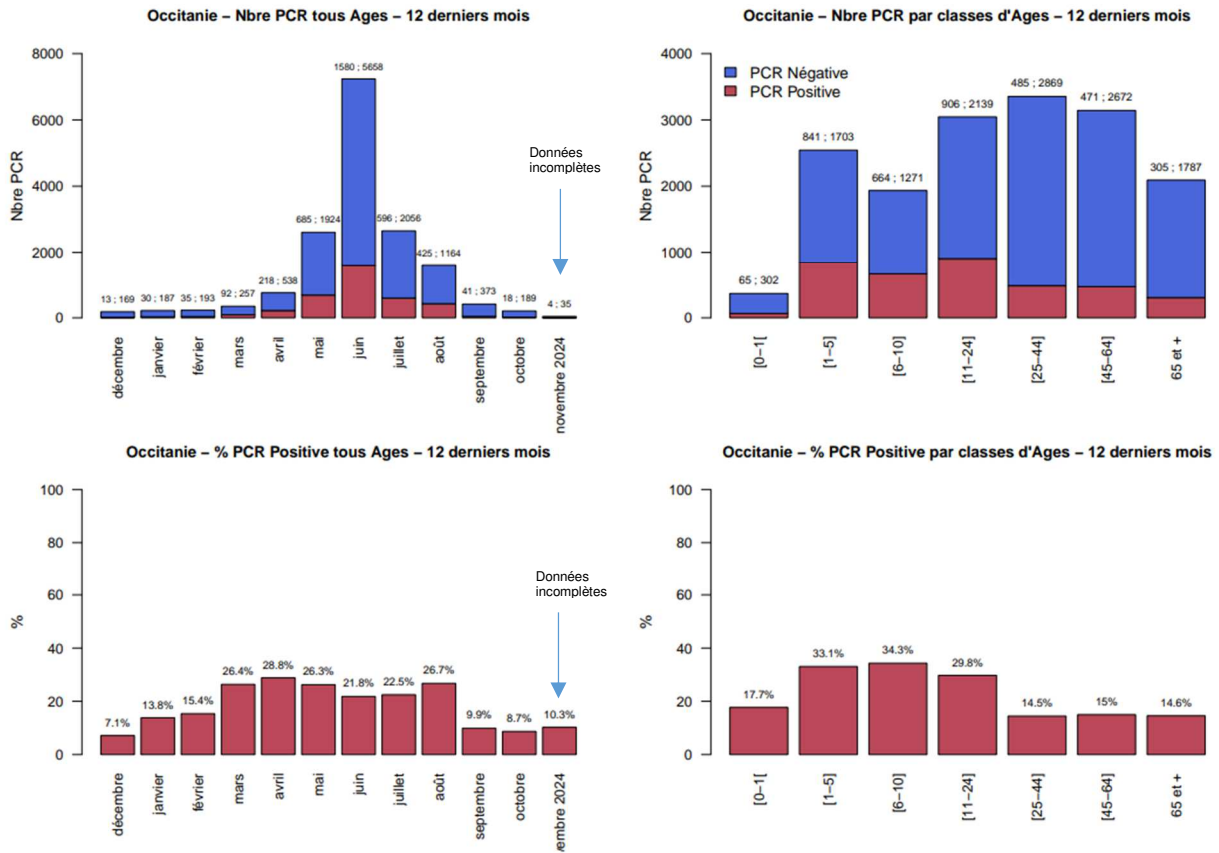 Occitanie – Nbre PCR tous Ages – 12 derniers mois
Nbre PCR
8000
6000
4000
2000
0
13 ; 169
30 ; 187
35 ; 193
92 ; 257
218 ; 538
685 ; 1924
1580 ; 5658
596 ; 2056
425 ; 1164
41 ; 373
18 ; 189
4 ; 35
Données
incomplètes
décembre
janvier
février
mars
avril
mai
juin
juillet
août
septembre
octobre
novembre 2024
Occitanie – Nbre PCR par classes d'Ages – 12 derniers mois
PCR Négative
PCR Positive
Nbre PCR
4000
3000
2000
1000
0
65 ; 302
841 ; 1703
664 ; 1271
906 ; 2139
485 ; 2869
471 ; 2672
305 ; 1787
[0–1[
[1–5]
[6–10]
[11–24]
[25–44]
[45–64]
65 et +
Occitanie – % PCR Positive tous Ages – 12 derniers mois
%
100
80
60
40
20
0
7.1%
13.8%
15.4%
26.4%
28.8%
26.3%
21.8%
22.5%
26.7%
9.9%
8.7%
10.3%
Données
incomplètes
décembre
janvier
février
mars
avril
mai
juin
juillet
août
septembre
octobre
vembre 2024
Occitanie – % PCR Positive par classes d'Ages – 12 derniers mois
%
100
80
60
40
20
0
17.7%
33.1%
34.3%
29.8%
14.5%
15%
14.6%
[0–1[
[1–5]
[6–10]
[11–24]
[25–44]
[45–64]
65 et +